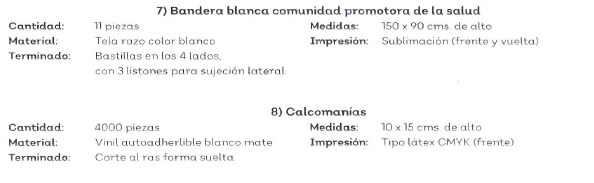 7) Bandera blanca comunidad promotora de la salud
Cantidad: 11 piezas Medidas: 150 x 90 cms. de alto
Material: Tela razo color blanco Impresión: Sublimación (frente y vuelta)
Terminado: Bastillas en los 4 lados,
con 3 listones para sujeción lateral.
8) Calcomanías
Cantidad: 4000 piezas Medidas: 10 x 15 cms. de alto
Material: Vinil autoadherlible blanco mate Impresión: Tipo látex CMYK (frente)
Terminado: Corte al ras forma suelta